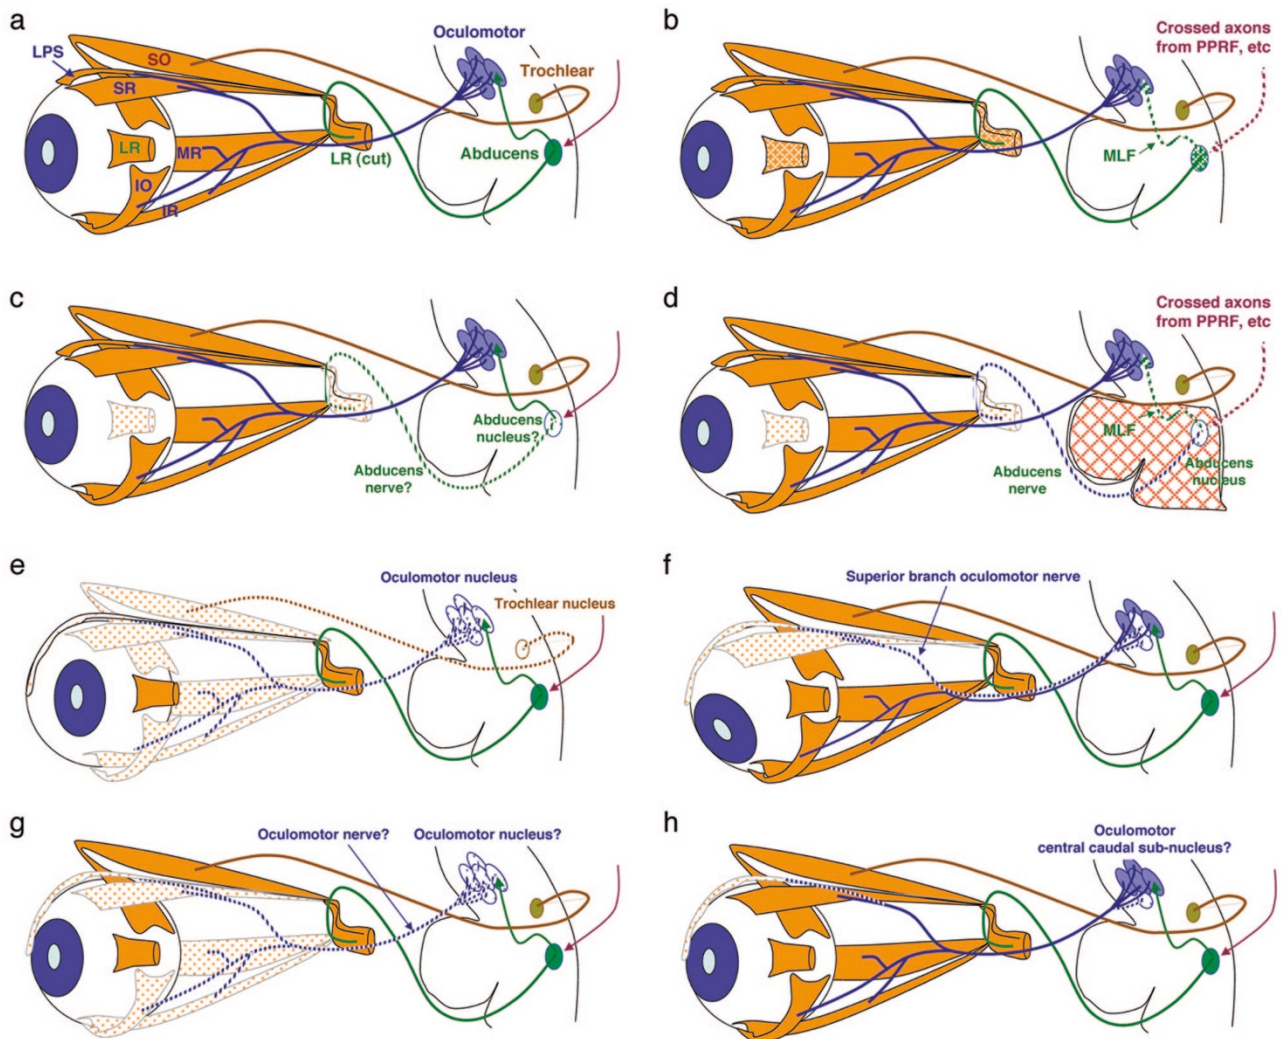 a
Oculomotor
LPS
SO
SR
Trochlear
LR
MR
LR (cut)
Abducens
IO
IR
b
Crossed axons
from PPRF, etc
MLF
c
Abducens
nucleus?
Abducens
nerve?
d
Crossed axons
from PPRF, etc
MLF
Abducens
nerve
Abducens
nucleus
e
Oculomotor nucleus
Trochlear nucleus
f
Superior branch oculomotor nerve
g
Oculomotor nerve?
Oculomotor nucleus?
h
Oculomotor
central caudal sub-nucleus?